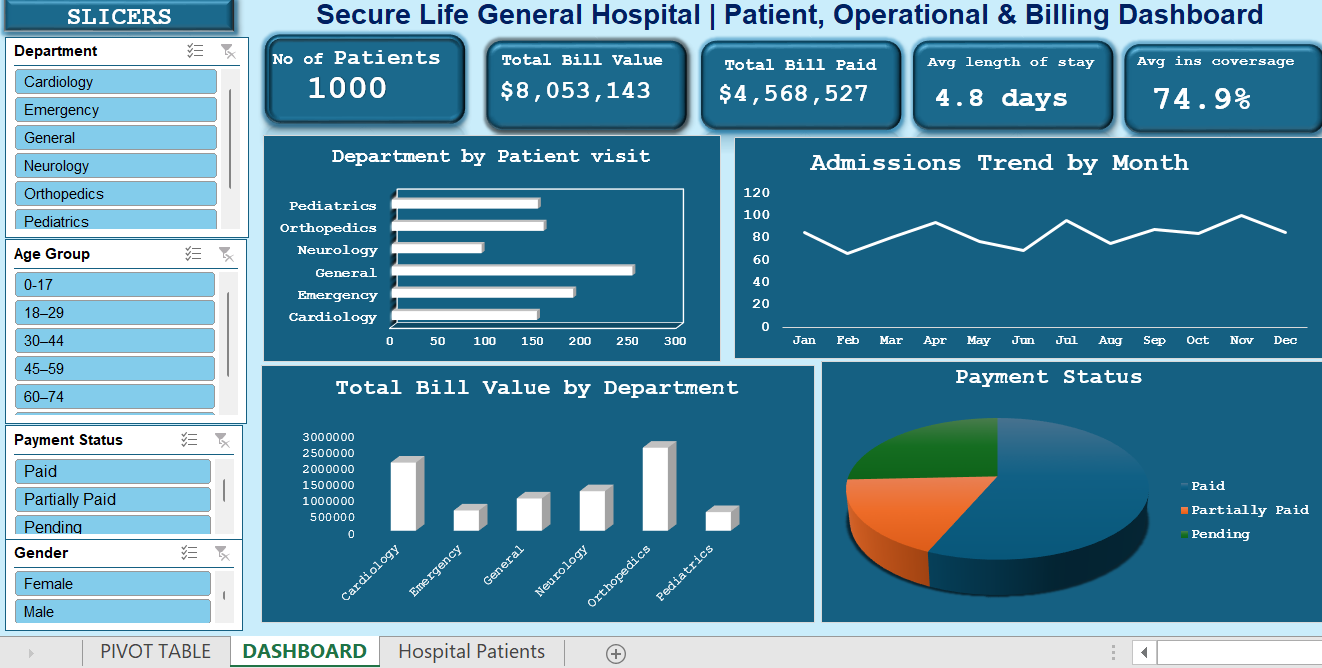 SLICERS
Secure Life General Hospital | Patient, Operational & Billing Dashboard
Department
Cardiology
Emergency
General
Neurology
Orthopedics
Pediatrics
Age Group
0-17
18–29
30–44
45–59
60–74
Payment Status
Paid
Partially Paid
Pending
Gender
Female
Male
No of Patients
1000
Total Bill Value
$8,053,143
Total Bill Paid
$4,568,527
Avg length of stay
4.8 days
Avg ins coversage
74.9%
Department by Patient visit
Pediatrics
Orthopedics
Neurology
General
Emergency
Cardiology
0 50 100 150 200 250 300
Admissions Trend by Month
120
100
80
60
40
20
0
Jan Feb Mar Apr May Jun Jul Aug Sep Oct Nov Dec
Total Bill Value by Department
3000000
2500000
2000000
1500000
1000000
500000
0
Cardiology Emergency General Neurology Orthopedics Pediatrics
Payment Status
Paid
Partially Paid
Pending
PIVOT TABLE DASHBOARD Hospital Patients